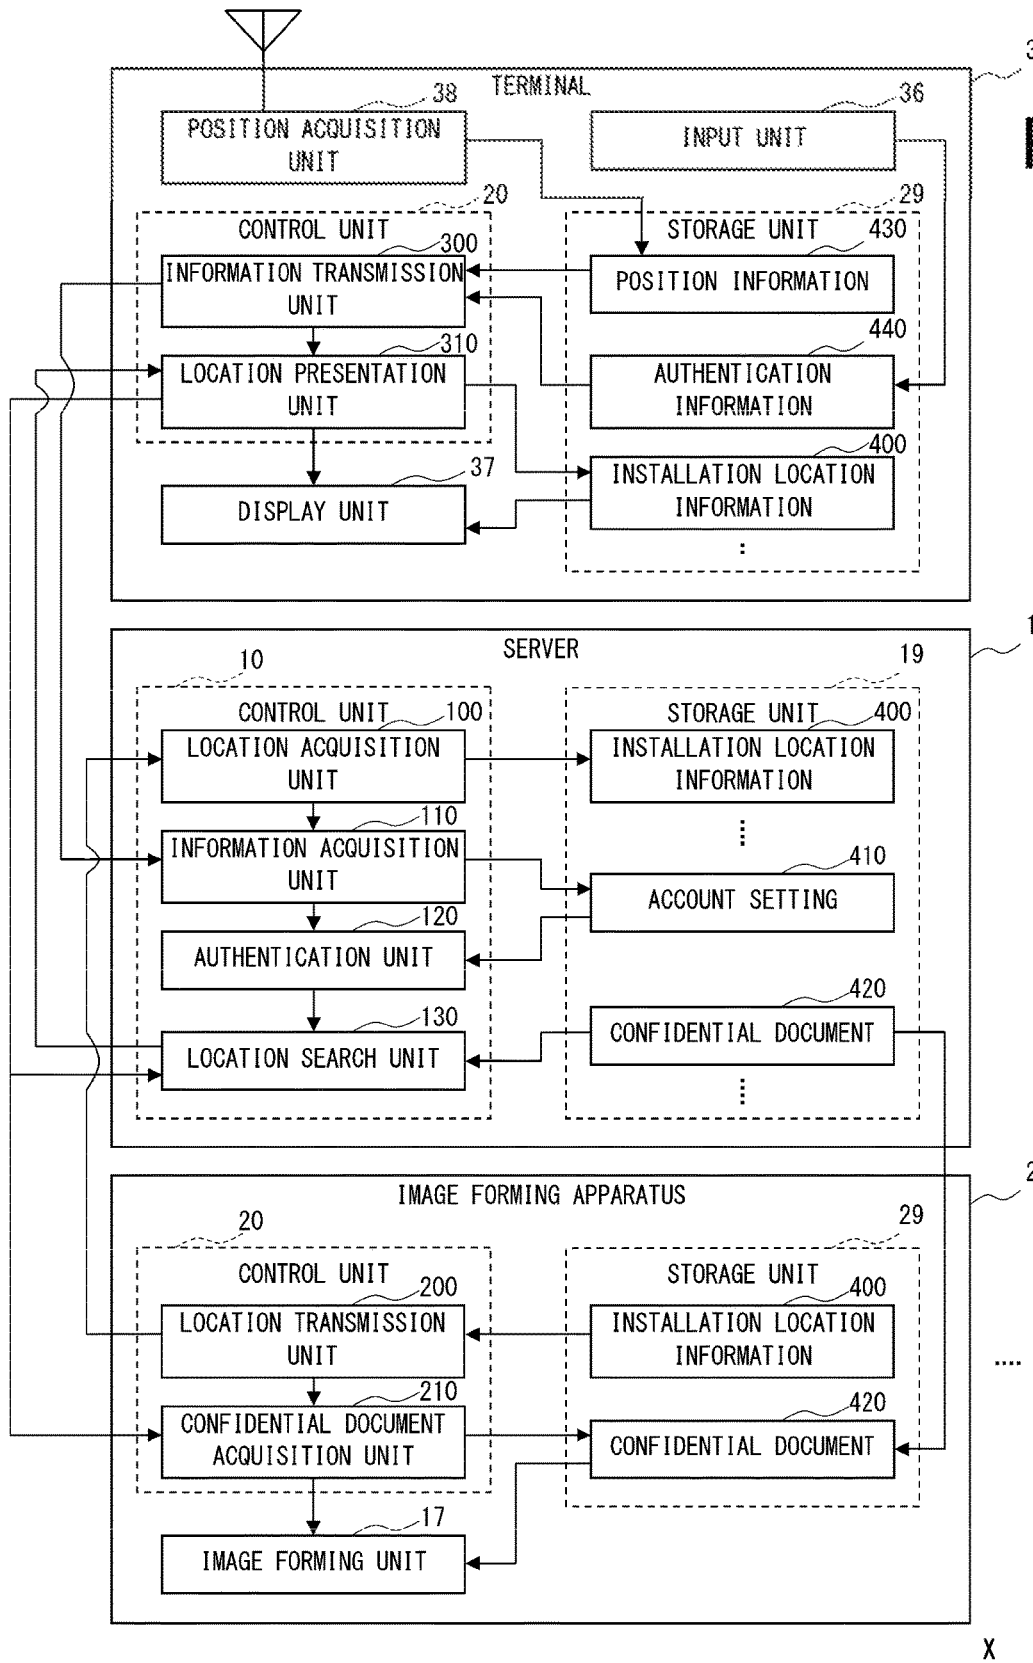 3
TERMINAL
38
36
POSITION ACQUISITION
UNIT
INPUT UNIT
20
29
CONTROL UNIT
STORAGE UNIT
300
430
INFORMATION TRANSMISSION
UNIT
POSITION INFORMATION
310
440
LOCATION PRESENTATION
UNIT
AUTHENTICATION
INFORMATION
400
INSTALLATION LOCATION
INFORMATION
37
DISPLAY UNIT
:
1
SERVER
10
19
CONTROL UNIT
STORAGE UNIT
100
400
LOCATION ACQUISITION
UNIT
INSTALLATION LOCATION
INFORMATION
110
INFORMATION ACQUISITION
UNIT
410
ACCOUNT SETTING
120
AUTHENTICATION UNIT
420
CONFIDENTIAL DOCUMENT
130
LOCATION SEARCH UNIT
2
IMAGE FORMING APPARATUS
20
29
CONTROL UNIT
STORAGE UNIT
200
400
LOCATION TRANSMISSION
UNIT
INSTALLATION LOCATION
INFORMATION
....
210
420
CONFIDENTIAL DOCUMENT
ACQUISITION UNIT
CONFIDENTIAL DOCUMENT
17
IMAGE FORMING UNIT
X